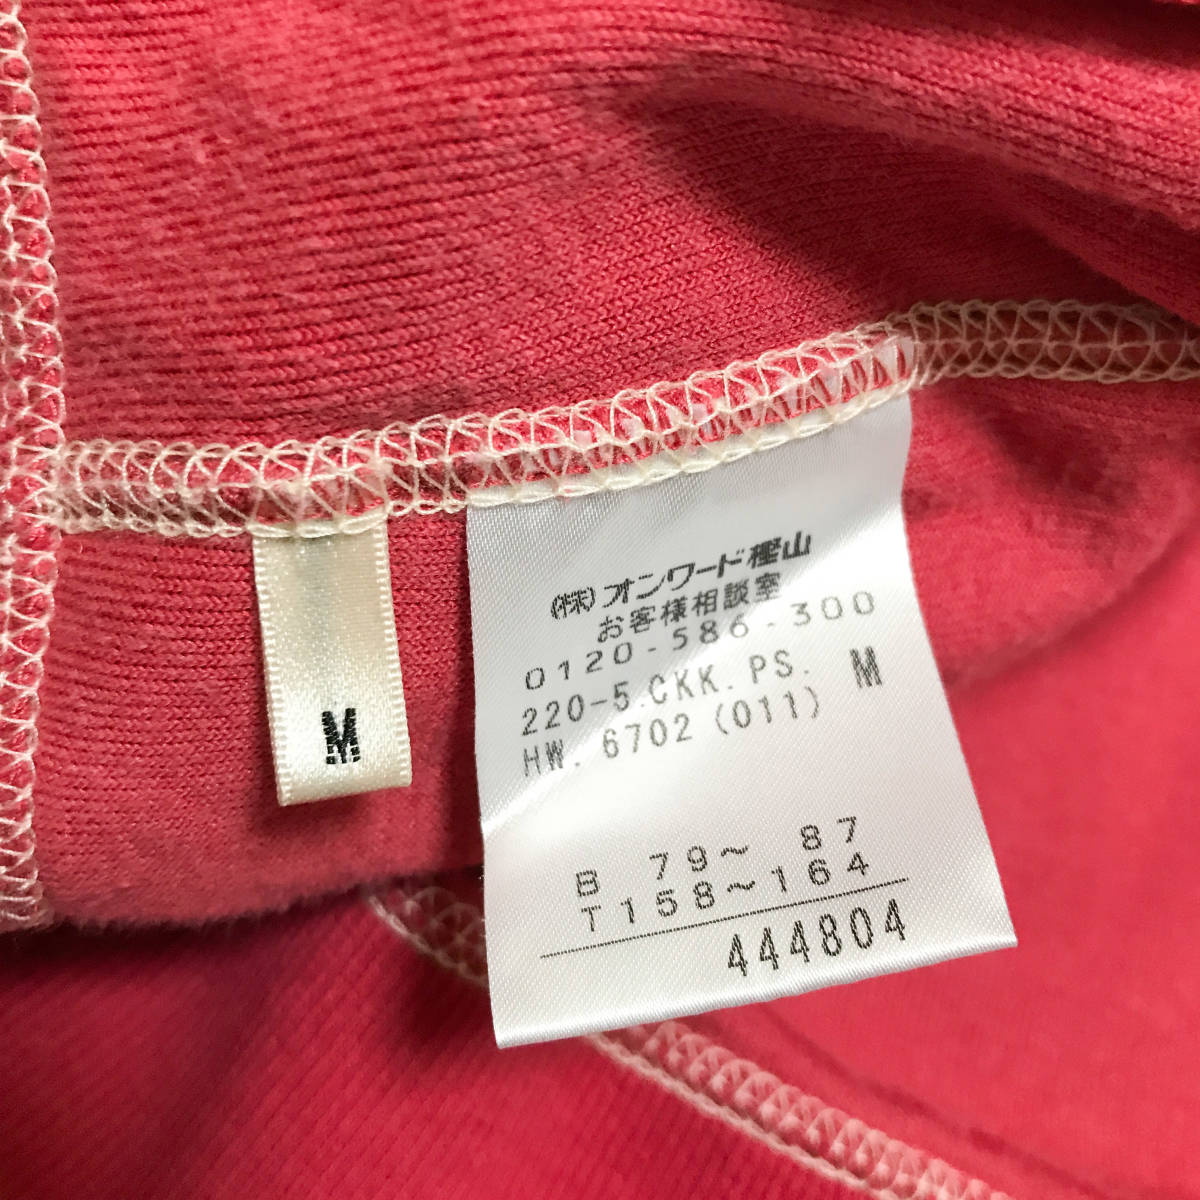 M
(株)オンワード樫山
お客様相談室
0120-586-300
220-5.CKK.PS. M
HW. 6702 (011)
B 79～ 87
T158～164
444804